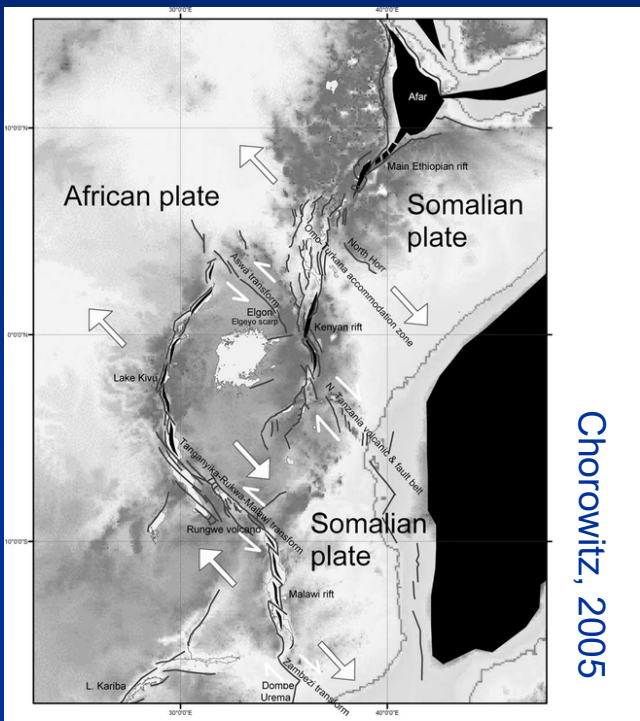 30°0'0"E
40°0'0"E
Afar
10°0'0"N
Main Ethiopian rift
African plate
Somalian
plate
North Horr
Omo-Turkana accommodation zone
Aswa transform
Elgon
Elgeyo scarp
Kenyan rift
0°0'0"
Lake Kivu
N. Tanzania volcanic & fault belt
Tanganyika-Rukwa-Malawi transform
Rungwe volcano
Somalian
plate
10°0'0"S
Malawi rift
L. Kariba
Zambezi transform
Dombe
Urema
30°0'0"E
40°0'0"E
Chorowitz, 2005